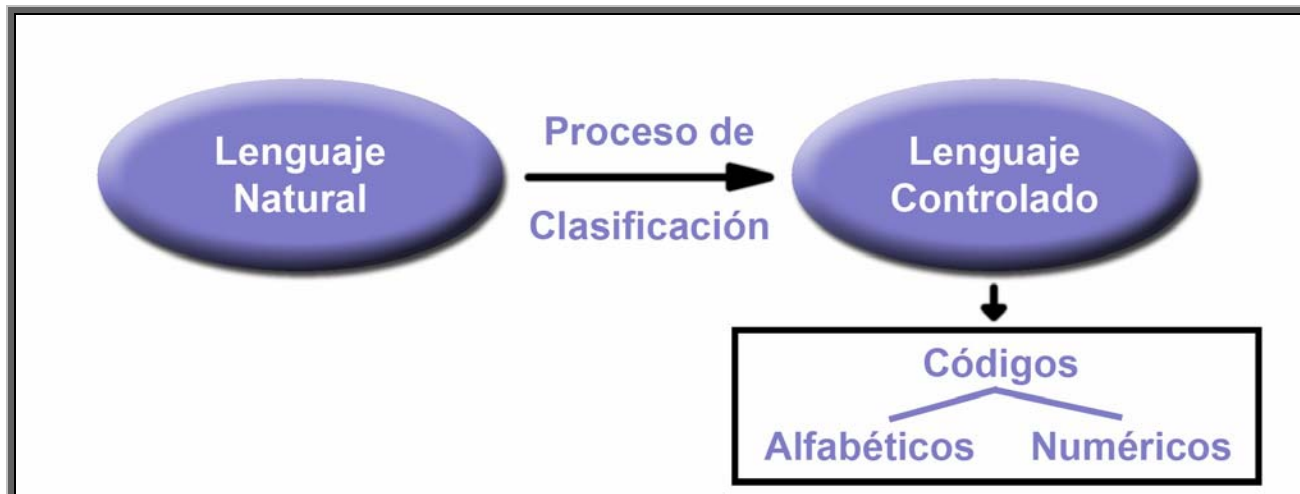 Lenguaje
Natural
Proceso de
Clasificación
Lenguaje
Controlado
Códigos
Alfabéticos Numéricos